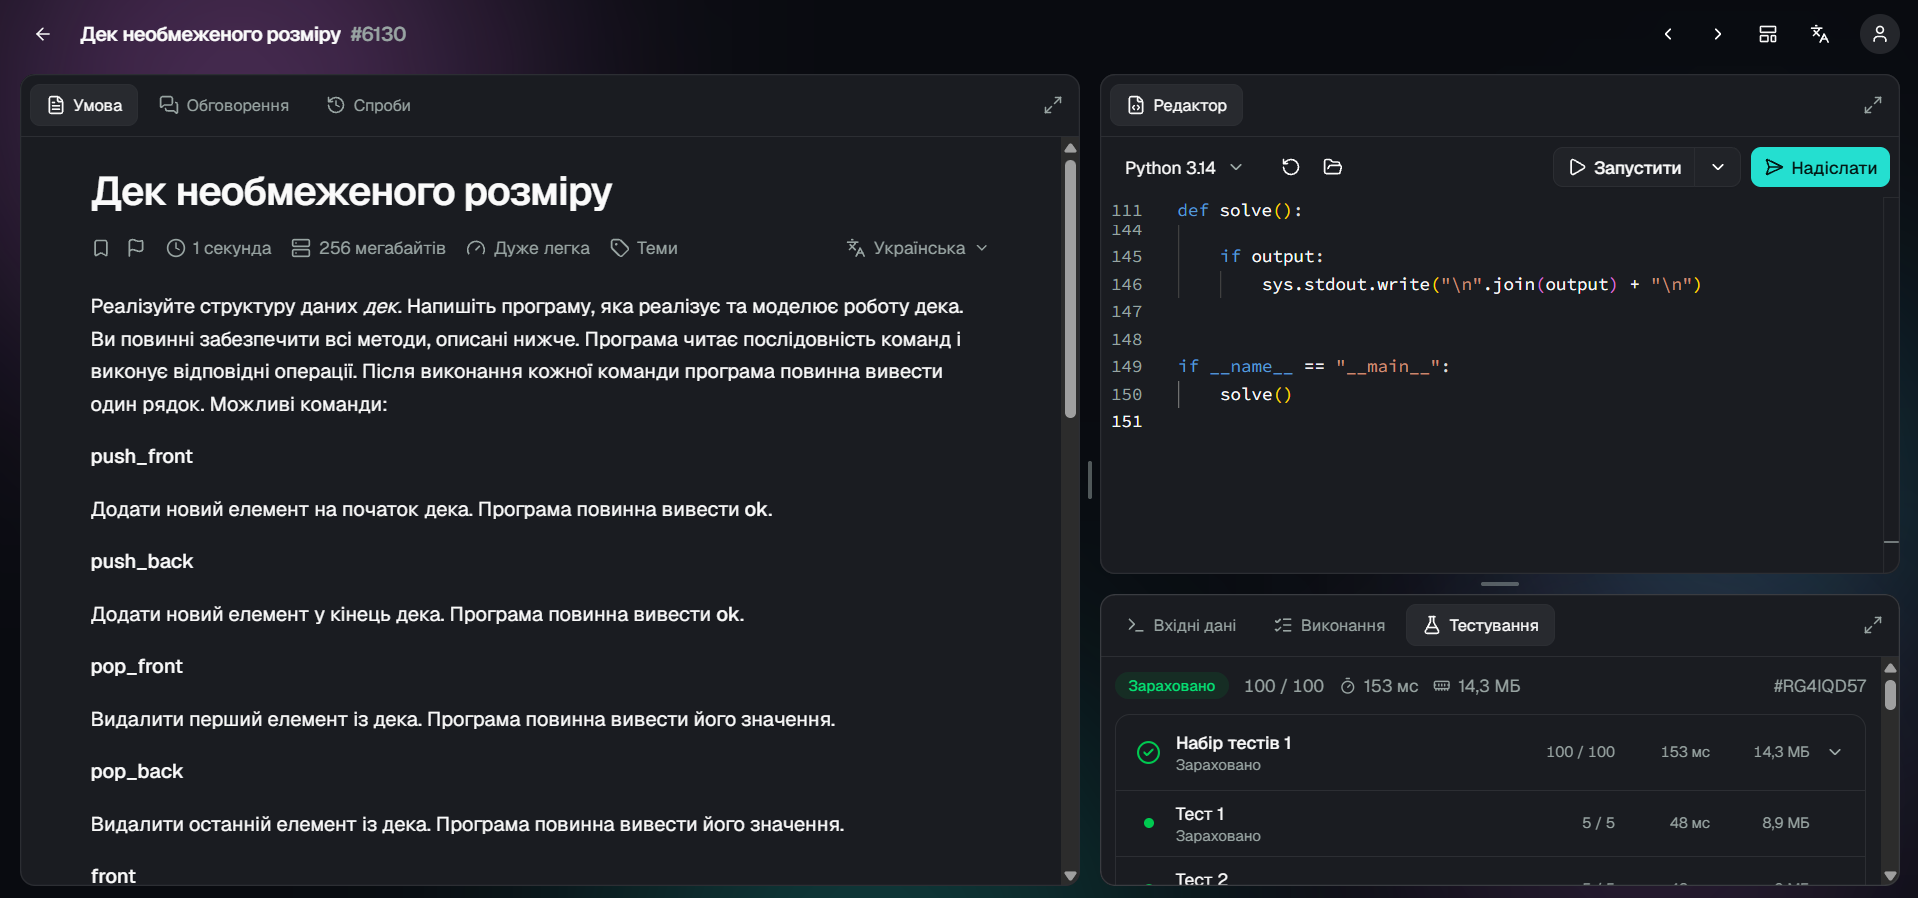 Дек необмеженого розміру #6130
Умова
Обговорення
Спроби
Дек необмеженого розміру
1 секунда
256 мегабайтів
Дуже легка
Теми
Українська
Реалізуйте структуру даних дек. Напишіть програму, яка реалізує та моделює роботу дека.
Ви повинні забезпечити всі методи, описані нижче. Програма читає послідовність команд і
виконує відповідні операції. Після виконання кожної команди програма повинна вивести
один рядок. Можливі команди:
push_front
Додати новий елемент на початок дека. Програма повинна вивести ok.
push_back
Додати новий елемент у кінець дека. Програма повинна вивести ok.
pop_front
Видалити перший елемент із дека. Програма повинна вивести його значення.
pop_back
Видалити останній елемент із дека. Програма повинна вивести його значення.
front
Редактор
Python 3.14
Запустити
Надіслати
111 def solve():
144
145 if output:
146 sys.stdout.write("\n".join(output) + "\n")
147
148
149 if __name__ == "__main__":
150 solve()
151
Вхідні дані
Виконання
Тестування
Зараховано 100 / 100 153 мс 14,3 МБ #RG4IQD57
Набір тестів 1 100 / 100 153 мс 14,3 МБ
Зараховано
Тест 1 5 / 5 48 мс 8,9 МБ
Зараховано
Тест 2